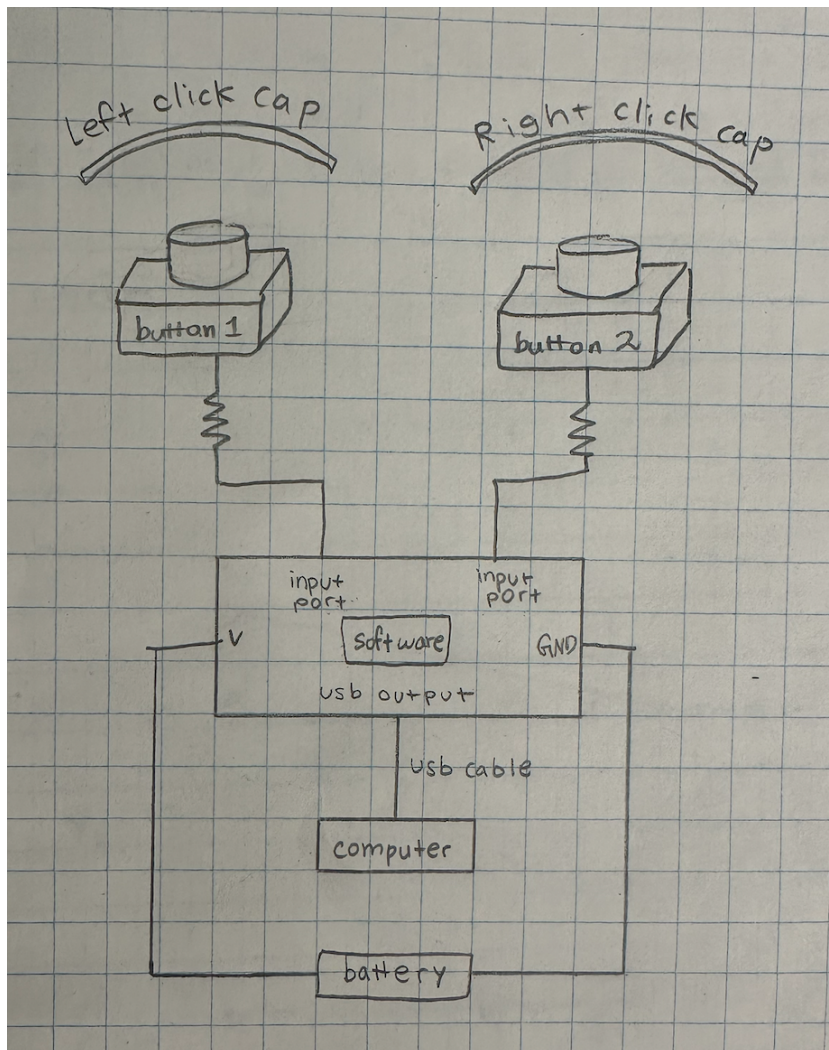 Left click cap
Right click cap
button 1
button 2
input
port
input
port
V
software
GND
usb output
usb cable
computer
battery